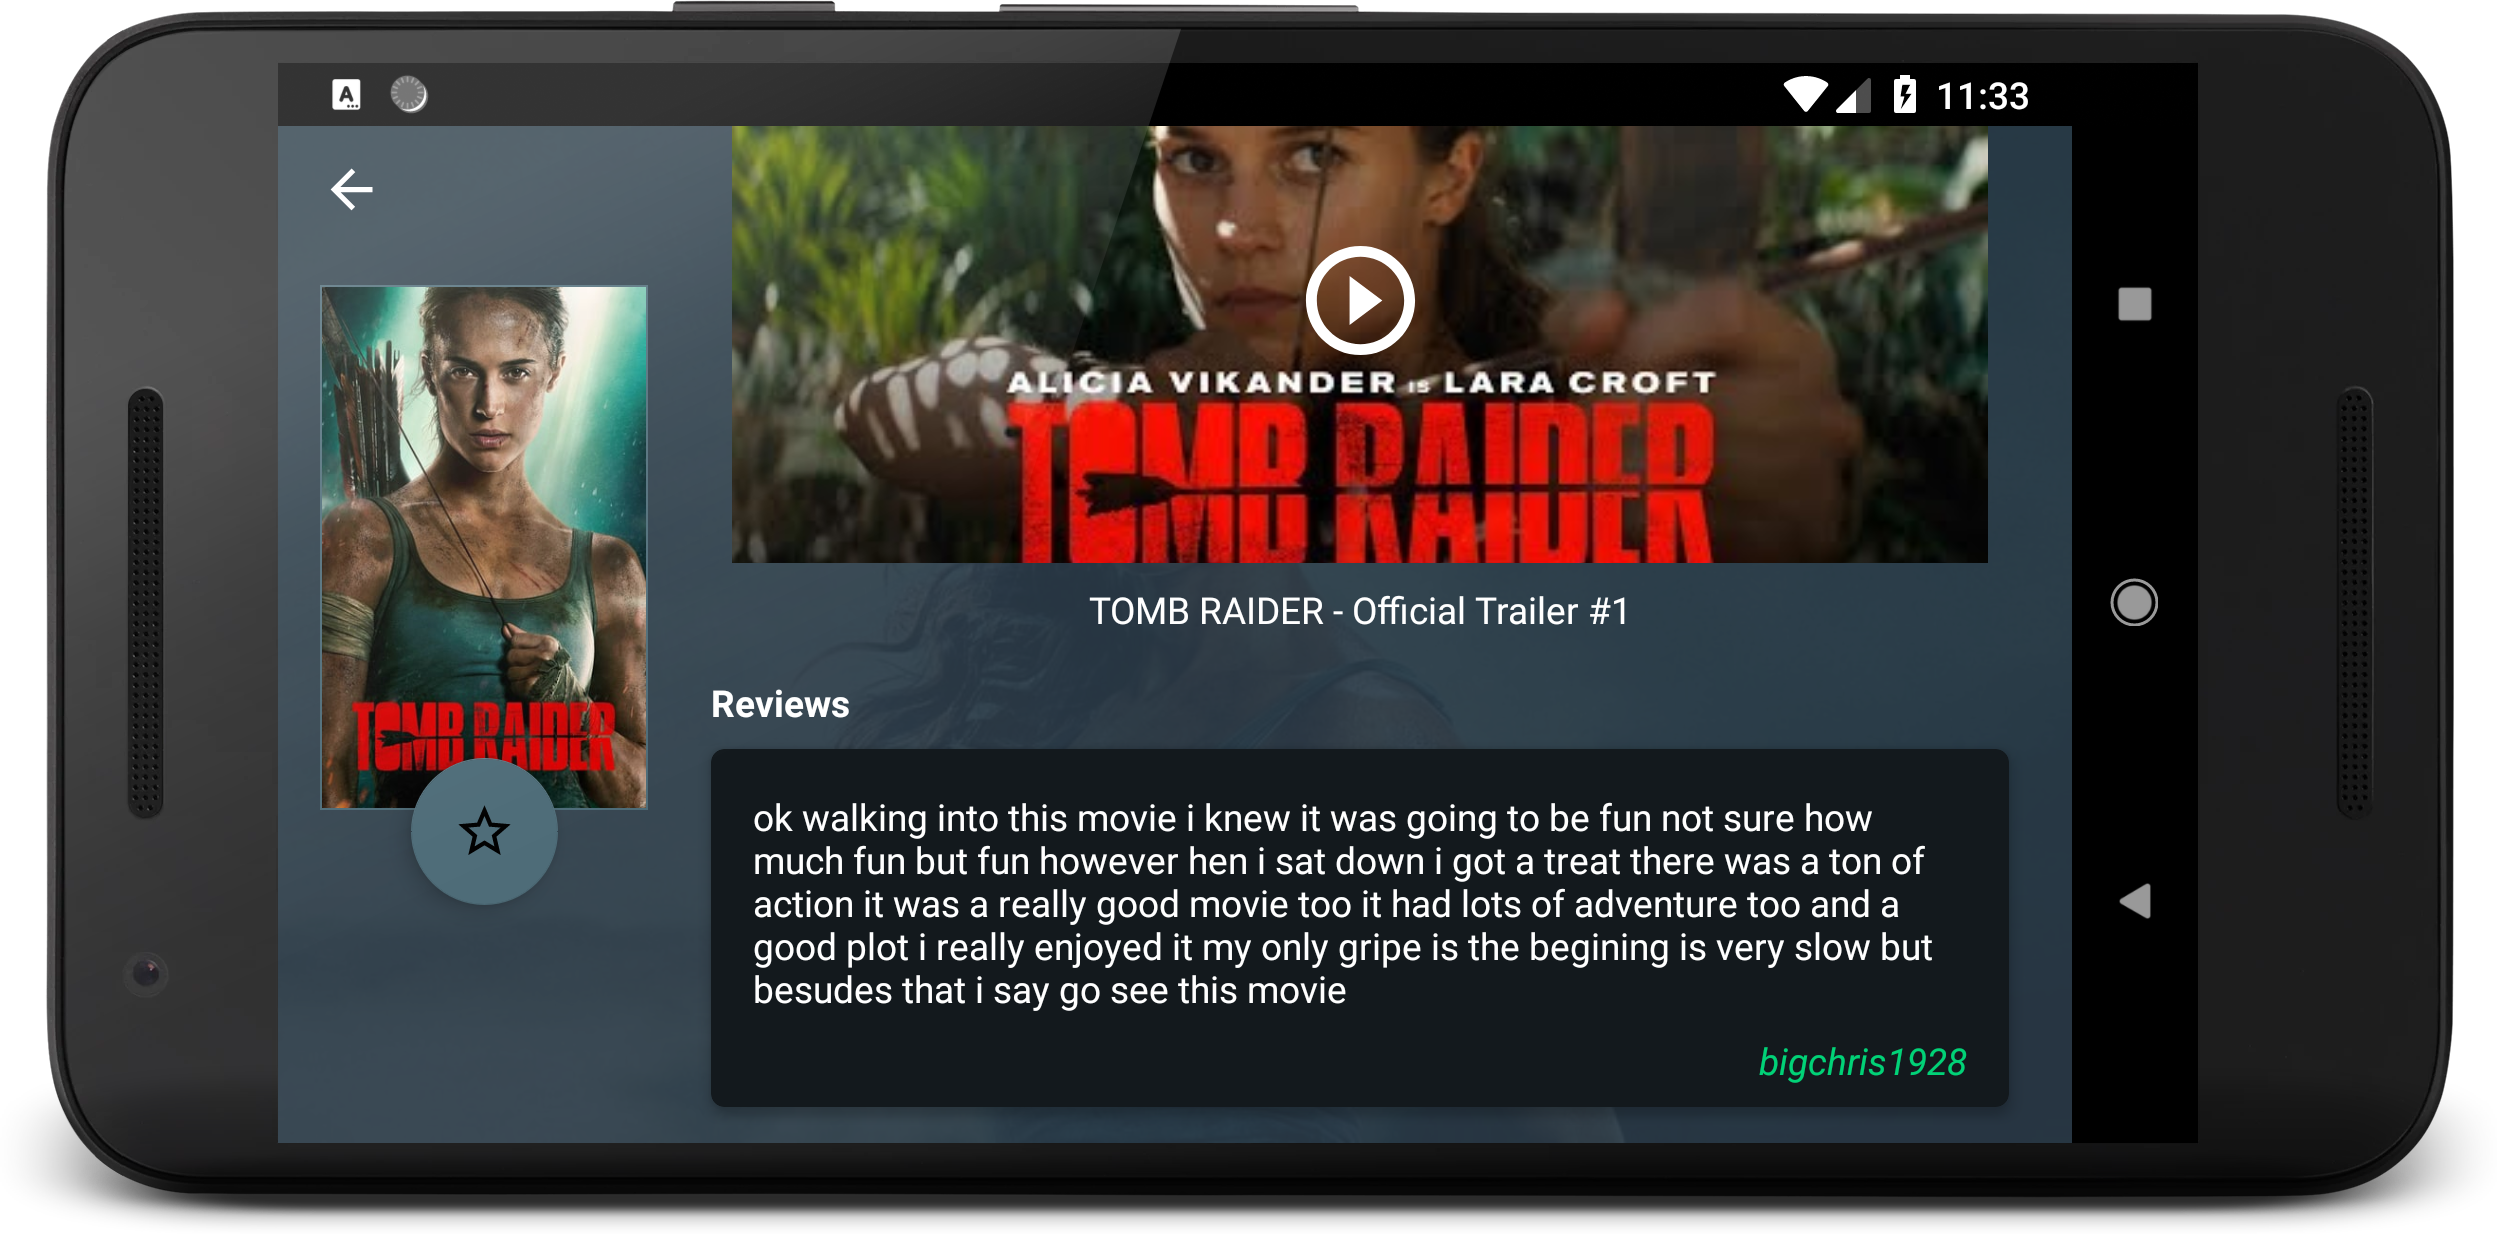 A
11:33
ALICIA VIKANDER IS LARA CROFT
TOMB RAIDER
TOMB RAIDER
TOMB RAIDER - Official Trailer #1
Reviews
ok walking into this movie i knew it was going to be fun not sure how
much fun but fun however hen i sat down i got a treat there was a ton of
action it was a really good movie too it had lots of adventure too and a
good plot i really enjoyed it my only gripe is the begining is very slow but
besudes that i say go see this movie
bigchris1928